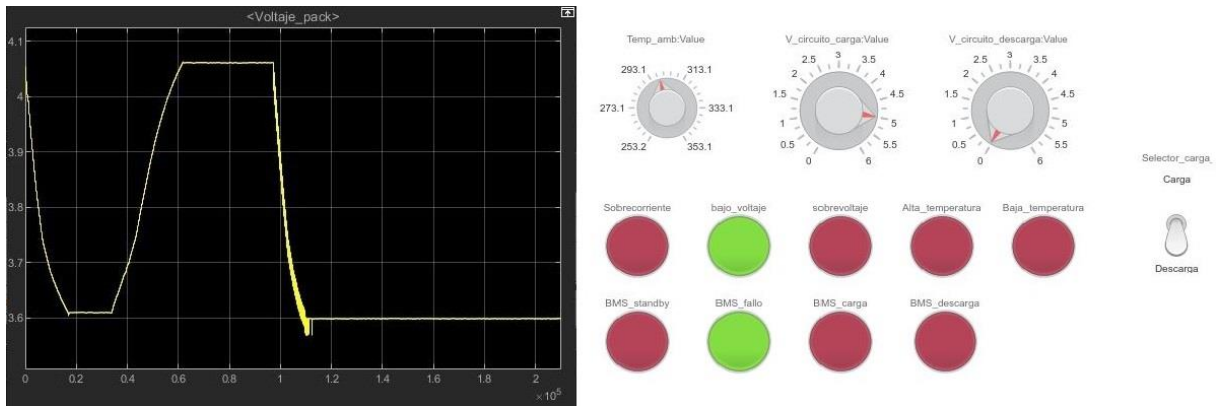 <Voltaje_pack>
4.1
4
3.9
3.8
3.7
3.6
0 0.2 0.4 0.6 0.8 1 1.2 1.4 1.6 1.8 2
× 10^5
Temp_amb:Value
253.2 273.1 293.1 313.1 333.1 353.1
V_circuito_carga:Value
0 0.5 1 1.5 2 2.5 3 3.5 4 4.5 5 6
V_circuito_descarga:Value
0 0.5 1 1.5 2 2.5 3 3.5 4 4.5 5 6
Selector_carga_
Carga
Descarga
Sobrecorriente bajo_voltaje sobrevoltaje Alta_temperatura Baja_temperatura
BMS_standby BMS_fallo BMS_carga BMS_descarga